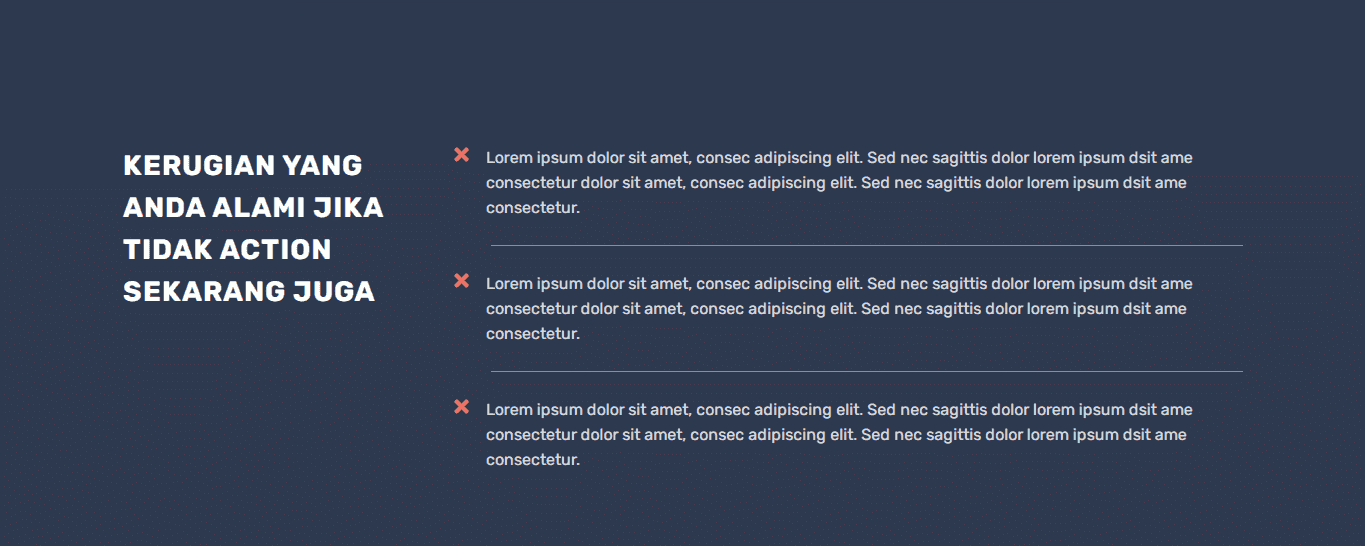 KERUGIAN YANG
ANDA ALAMI JIKA
TIDAK ACTION
SEKARANG JUGA
Lorem ipsum dolor sit amet, consec adipiscing elit. Sed nec sagittis dolor lorem ipsum dsit ame
consectetur dolor sit amet, consec adipiscing elit. Sed nec sagittis dolor lorem ipsum dsit ame
consectetur.
Lorem ipsum dolor sit amet, consec adipiscing elit. Sed nec sagittis dolor lorem ipsum dsit ame
consectetur dolor sit amet, consec adipiscing elit. Sed nec sagittis dolor lorem ipsum dsit ame
consectetur.
Lorem ipsum dolor sit amet, consec adipiscing elit. Sed nec sagittis dolor lorem ipsum dsit ame
consectetur dolor sit amet, consec adipiscing elit. Sed nec sagittis dolor lorem ipsum dsit ame
consectetur.